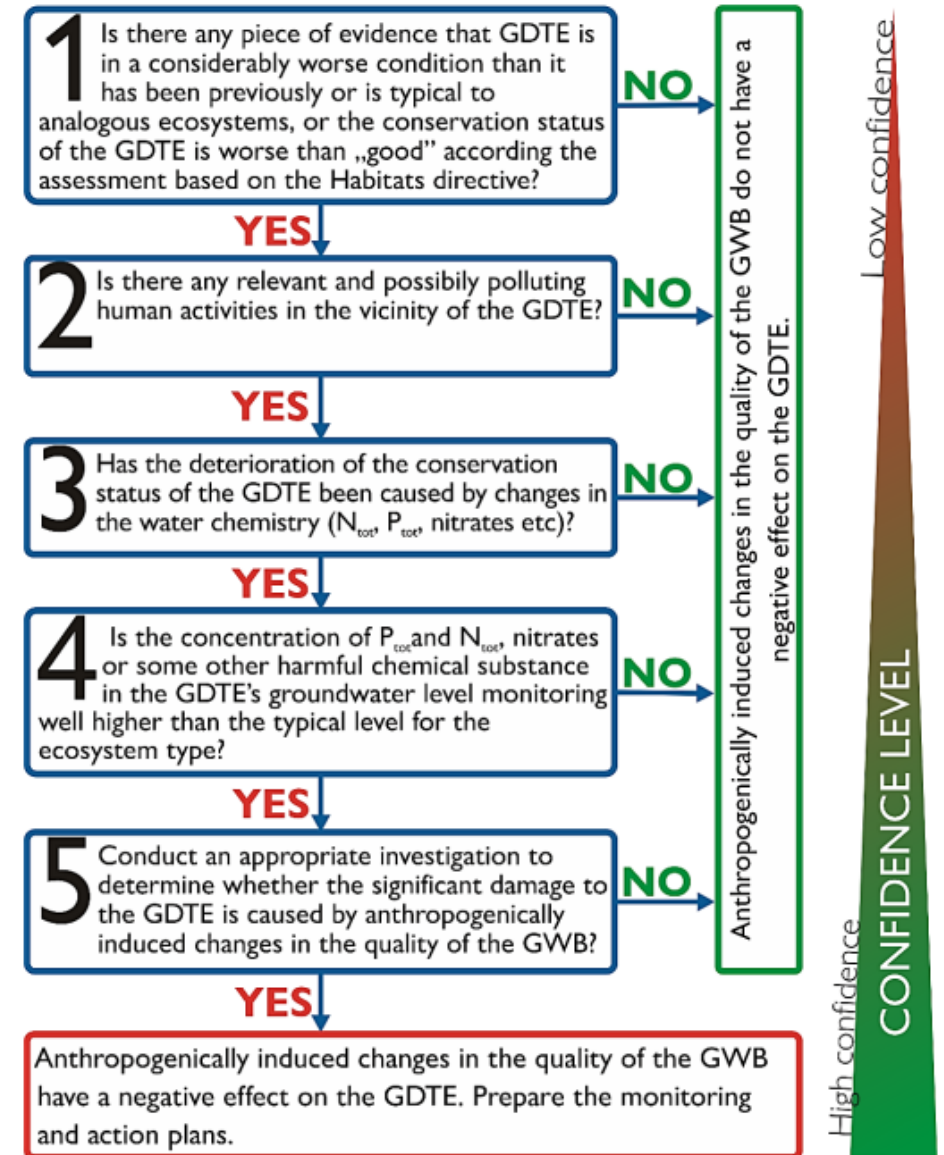 1 Is there any piece of evidence that GDTE is
in a considerably worse condition than it
has been previously or is typical to
analogous ecosystems, or the conservation status
of the GDTE is worse than „good” according the
assessment based on the Habitats directive?
NO
YES
2 Is there any relevant and possibily polluting
human activities in the vicinity of the GDTE?
NO
YES
3 Has the deterioration of the conservation
status of the GDTE been caused by changes in
the water chemistry (Ntot, Ptot, nitrates etc)?
NO
YES
4 Is the concentration of Ptot and Ntot, nitrates
or some other harmful chemical substance
in the GDTE's groundwater level monitoring
well higher than the typical level for the
ecosystem type?
NO
YES
5 Conduct an appropriate investigation to
determine whether the significant damage to
the GDTE is caused by anthropogenically
induced changes in the quality of the GWB?
NO
YES
Anthropogenically induced changes in the quality of the GWB
have a negative effect on the GDTE. Prepare the monitoring
and action plans.
Anthropogenically induced changes in the quality of the GWB do not have a
negative effect on the GDTE.
Low confidence
CONFIDENCE LEVEL
High confidence